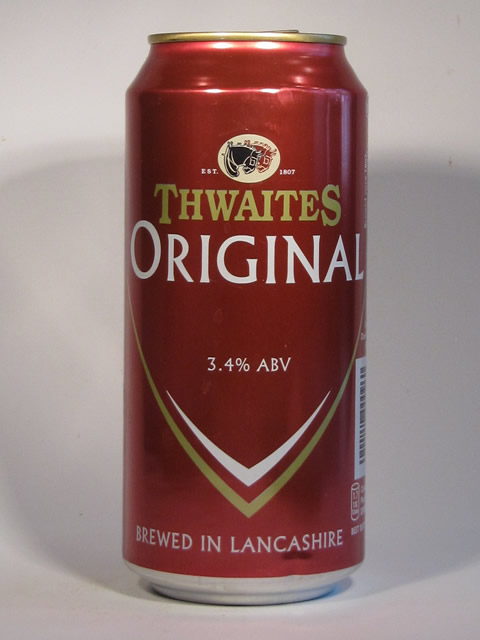 EST. 1807
THWAITES
ORIGINAL
3.4% ABV
BREWED IN LANCASHIRE